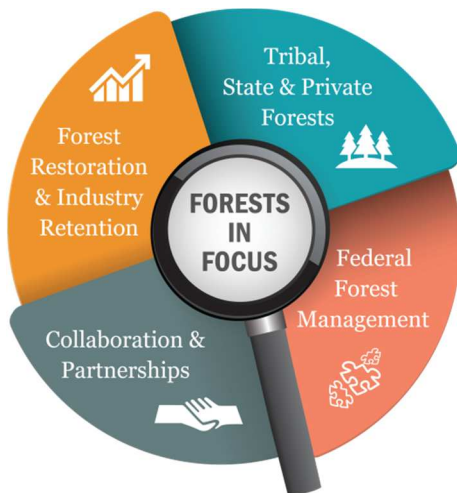 Tribal,
State & Private
Forests
Forest
Restoration
& Industry
Retention
FORESTS
IN
FOCUS
Federal
Forest
Management
Collaboration &
Partnerships